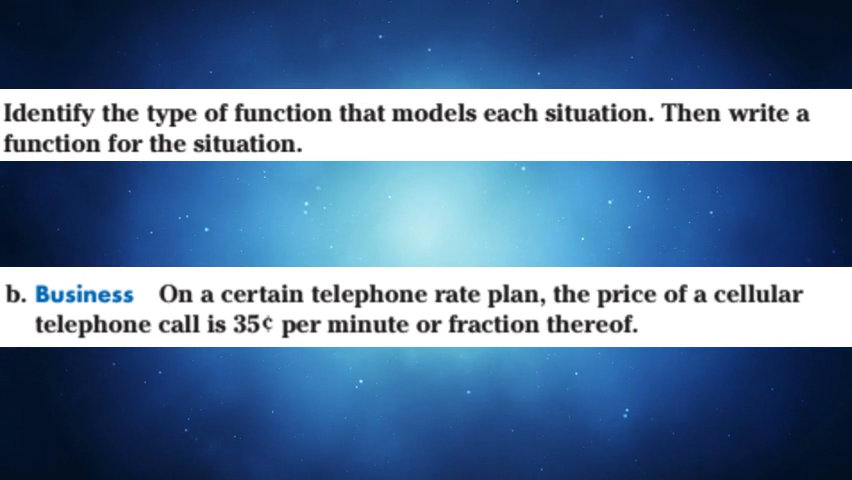 Identify the type of function that models each situation. Then write a
function for the situation.
b. Business On a certain telephone rate plan, the price of a cellular
telephone call is 35¢ per minute or fraction thereof.